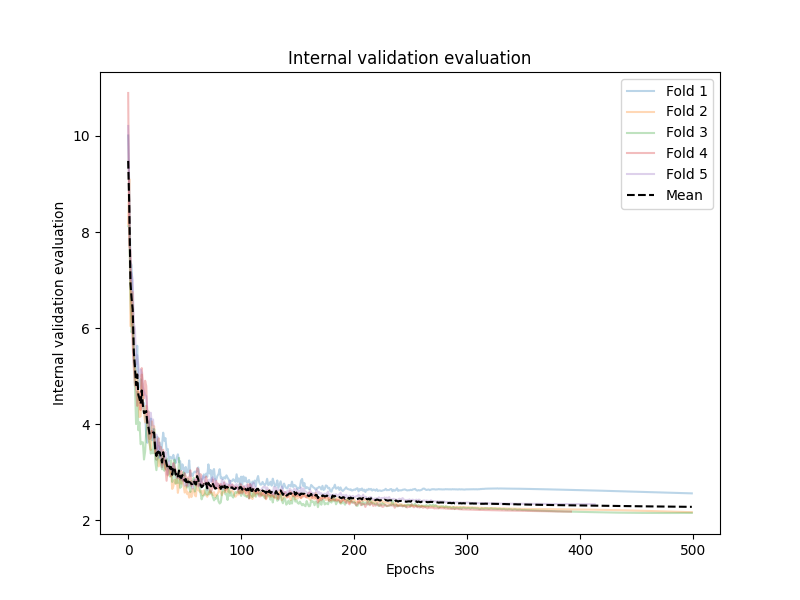 Internal validation evaluation
Fold 1
Fold 2
Fold 3
Fold 4
Fold 5
Mean
Internal validation evaluation
10
8
6
4
2
0 100 200 300 400 500
Epochs